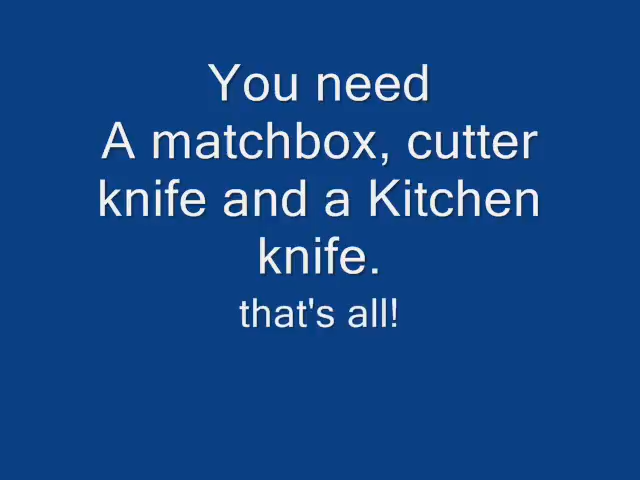 You need
A matchbox, cutter
knife and a Kitchen
knife.
that's all!